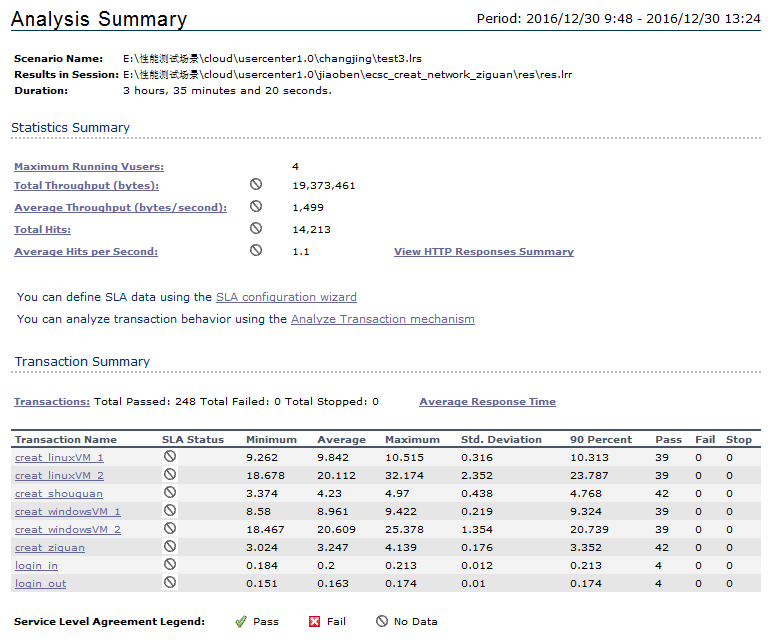 Analysis Summary Period: 2016/12/30 9:48 - 2016/12/30 13:24
Scenario Name: E:\性能测试场景\cloud\usercenter1.0\changjing\test3.lrs
Results in Session: E:\性能测试场景\cloud\usercenter1.0\jiaoben\ecsc_creat_network_ziguan\res\res.lrr
Duration: 3 hours, 35 minutes and 20 seconds.
Statistics Summary
Maximum Running Vusers: 4
Total Throughput (bytes): 19,373,461
Average Throughput (bytes/second): 1,499
Total Hits: 14,213
Average Hits per Second: 1.1 View HTTP Responses Summary
You can define SLA data using the SLA configuration wizard
You can analyze transaction behavior using the Analyze Transaction mechanism
Transaction Summary
Transactions: Total Passed: 248 Total Failed: 0 Total Stopped: 0 Average Response Time
Transaction Name SLA Status Minimum Average Maximum Std. Deviation 90 Percent Pass Fail Stop
creat_linuxVM_1 9.262 9.842 10.515 0.316 10.313 39 0 0
creat_linuxVM_2 18.678 20.112 32.174 2.352 23.787 39 0 0
creat_shouquan 3.374 4.23 4.97 0.438 4.768 42 0 0
creat_windowsVM_1 8.58 8.961 9.422 0.219 9.324 39 0 0
creat_windowsVM_2 18.467 20.609 25.378 1.354 20.739 39 0 0
creat_ziguan 3.024 3.247 4.139 0.176 3.352 42 0 0
login_in 0.184 0.2 0.213 0.012 0.213 4 0 0
login_out 0.151 0.163 0.174 0.01 0.174 4 0 0
Service Level Agreement Legend: Pass Fail No Data